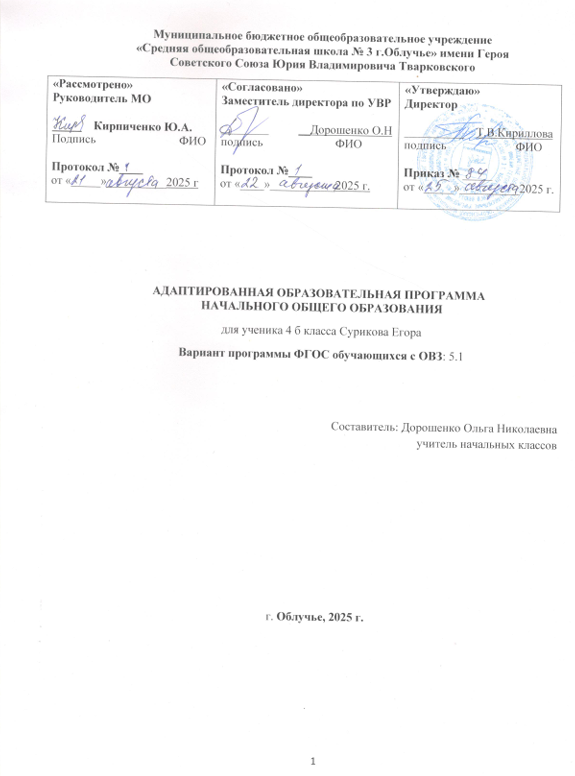 Муниципальное бюджетное общеобразовательное учреждение
«Средняя общеобразовательная школа № 3 г.Облучье» имени Героя
Советского Союза Юрия Владимировича Тварковского
«Рассмотрено»
Руководитель МО
Кирп Кирпиченко Ю.А.
Подпись ФИО
Протокол № 1
от «21» августа 2025 г
«Согласовано»
Заместитель директора по УВР
Дорошенко О.Н
подпись ФИО
Протокол № 1
от «22» августа 2025 г.
«Утверждаю»
Директор
Т.В.Кириллова
подпись ФИО
Приказ № 84
от «25» августа 2025 г.
АДАПТИРОВАННАЯ ОБРАЗОВАТЕЛЬНАЯ ПРОГРАММА
НАЧАЛЬНОГО ОБЩЕГО ОБРАЗОВАНИЯ
для ученика 4 б класса Сурикова Егора
Вариант программы ФГОС обучающихся с ОВЗ: 5.1
Составитель: Дорошенко Ольга Николаевна
учитель начальных классов
г. Облучье, 2025 г.
1